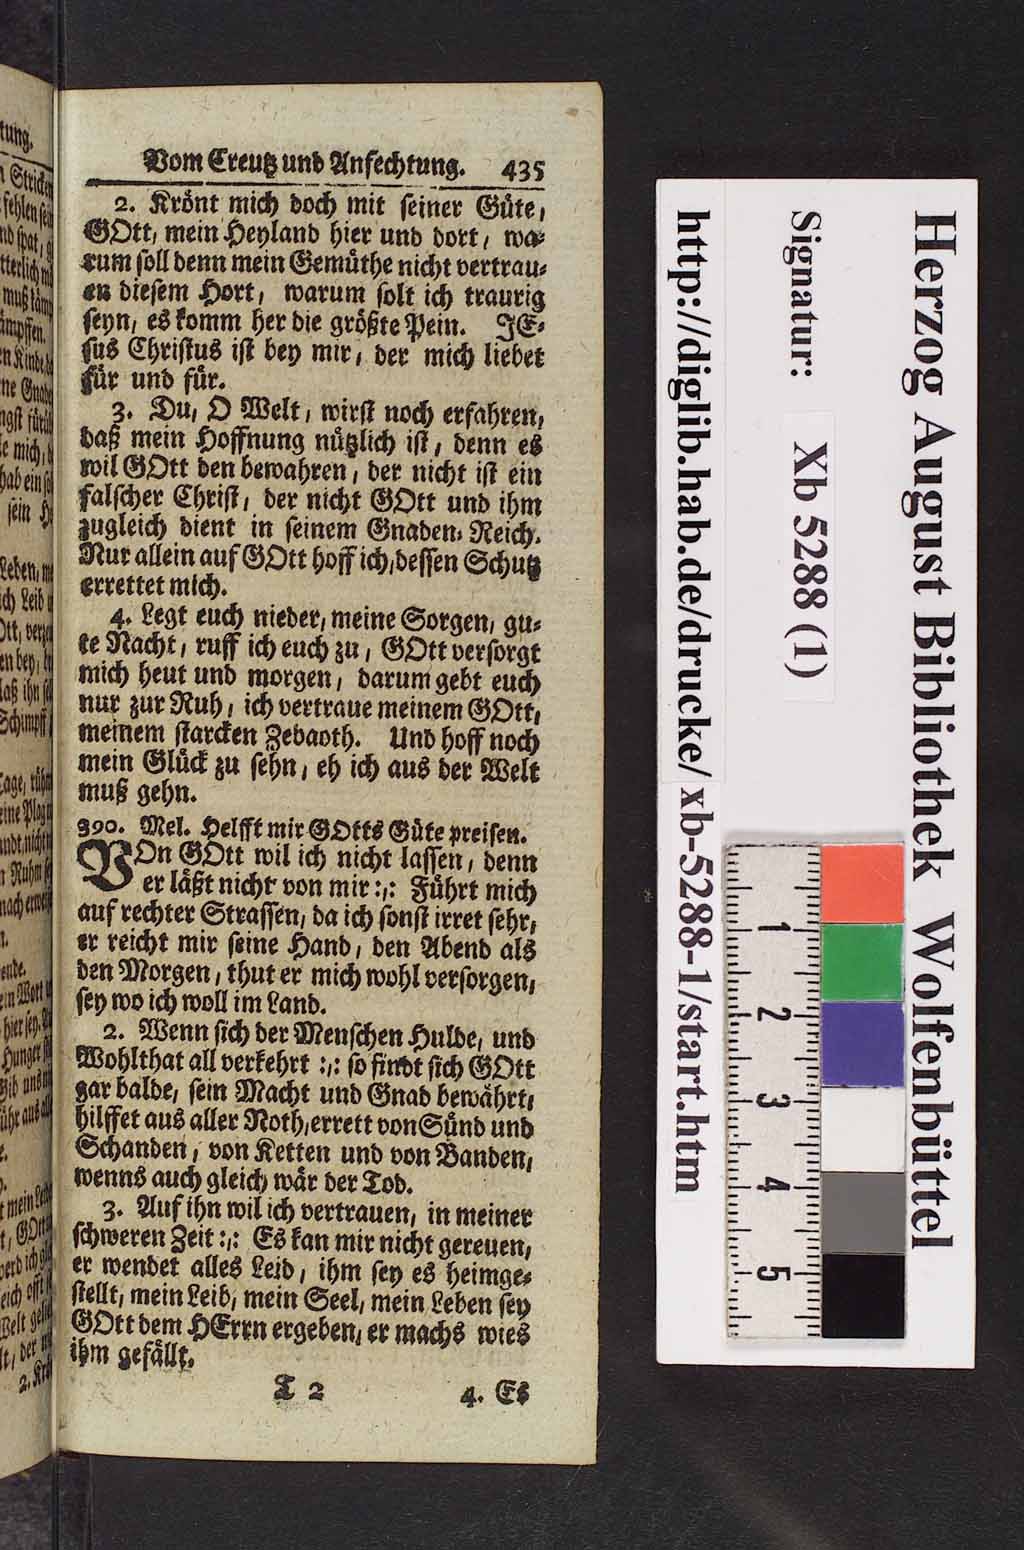 Vom Creutz und Anfechtung. 435
2. Krönt mich doch mit seiner Güte,
GOtt, mein Heyland hier und dort, wa-
rum soll denn mein Gemüthe nicht vertrau-
en diesem Hort, warum solt ich traurig
seyn, es komm her die größte Pein. JE-
sus Christus ist bey mir, der mich liebet
für und für.
3. Du, O Welt, wirst noch erfahren,
daß mein Hoffnung nützlich ist, denn es
wil GOtt den bewahren, der nicht ist ein
falscher Christ, der nicht GOtt und ihm
zugleich dient in seinem Gnaden-Reich.
Nur allein auf GOtt hoff ich, dessen Schutz
errettet mich.
4. Legt euch nieder, meine Sorgen, gu-
te Nacht, ruff ich euch zu, GOtt versorgt
mich heut und morgen, darum gebt euch
nur zur Ruh, ich vertraue meinem GOtt,
meinem starcken Zebaoth. Und hoff noch
mein Glück zu sehn, eh ich aus der Welt
muß gehn.
390. Mel. Helfft mir GOtts Güte preisen.
VOn GOtt wil ich nicht lassen, denn
er läßt nicht von mir :,: Führt mich
auf rechter Strassen, da ich sonst irret sehr,
er reicht mir seine Hand, den Abend als
den Morgen, thut er mich wohl versorgen,
sey wo ich woll im Land.
2. Wenn sich der Menschen Hulde, und
Wohlthat all verkehrt :,: so findt sich GOtt
gar balde, sein Macht und Gnad bewährt,
hilffet aus aller Noth, errett von Sünd und
Schanden, von Ketten und von Banden,
wenns auch gleich wär der Tod.
3. Auf ihn wil ich vertrauen, in meiner
schweren Zeit :,: Es kan mir nicht gereuen,
er wendet alles Leid, ihm sey es heimge-
stellt, mein Leib, mein Seel, mein Leben sey
GOtt dem HErrn ergeben, er machs wies
ihm gefällt.
T 2 4. Es
Herzog August Bibliothek Wolfenbüttel
Signatur: Xb 5288 (1)
http://diglib.hab.de/drucke/xb-5288-1/start.htm
1
2
3
4
5